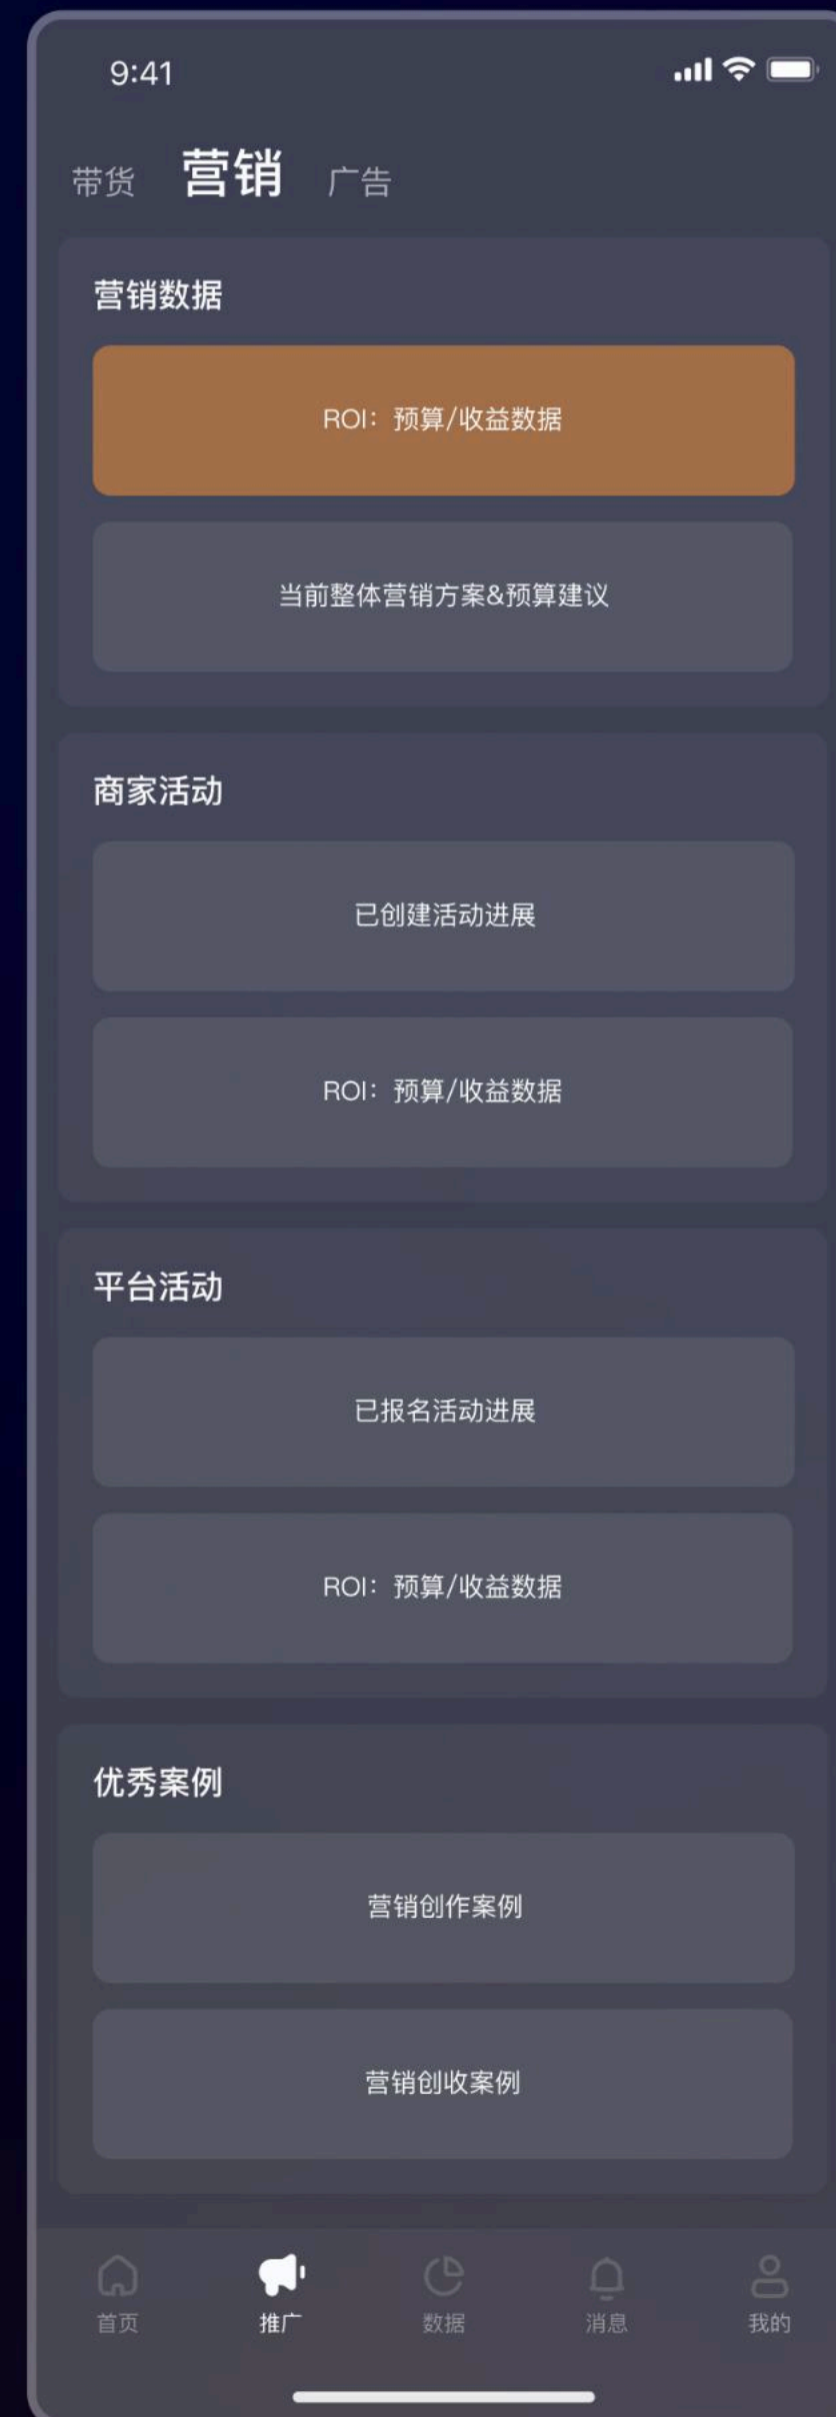 9:41
带货 营销 广告
营销数据
ROI：预算/收益数据
当前整体营销方案&预算建议
商家活动
已创建活动进展
ROI：预算/收益数据
平台活动
已报名活动进展
ROI：预算/收益数据
优秀案例
营销创作案例
营销创收案例
首页 推广 数据 消息 我的